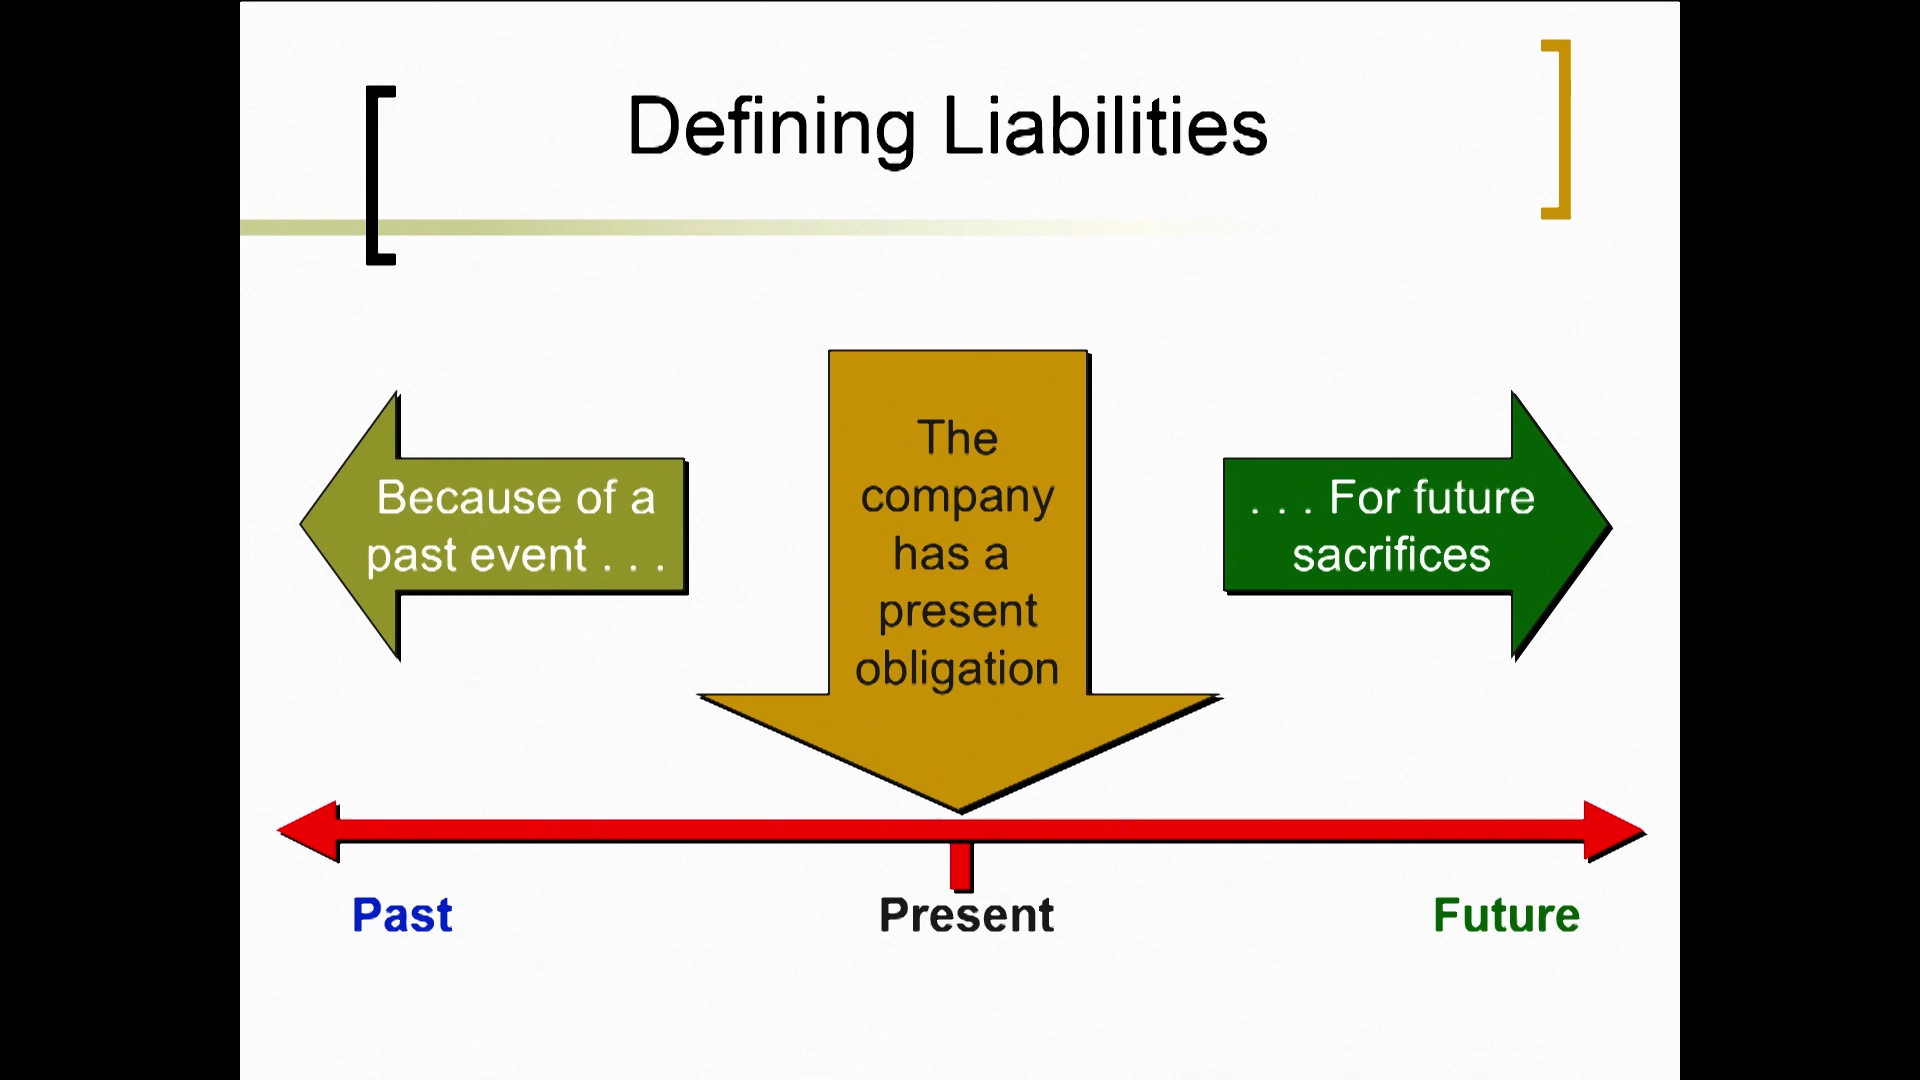 Defining Liabilities
Because of a
past event . . .
The
company
has a
present
obligation
. . . For future
sacrifices
Past
Present
Future